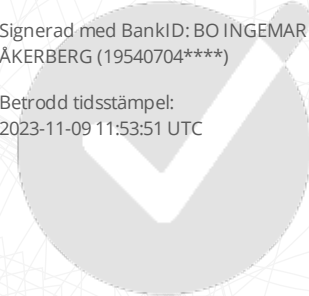 Signerad med BankID: BO INGEMAR
ÅKERBERG (19540704****)
Betrodd tidsstämpel:
2023-11-09 11:53:51 UTC